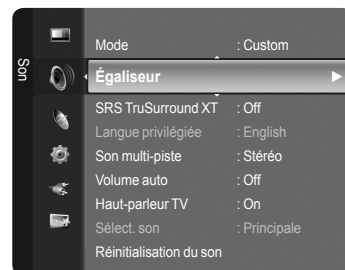 Son
Mode : Custom
Égaliseur
SRS TruSurround XT : Off
Langue privilégiée : English
Son multi-piste : Stéréo
Volume auto : Off
Haut-parleur TV : On
Sélect. son : Principale
Réinitialisation du son